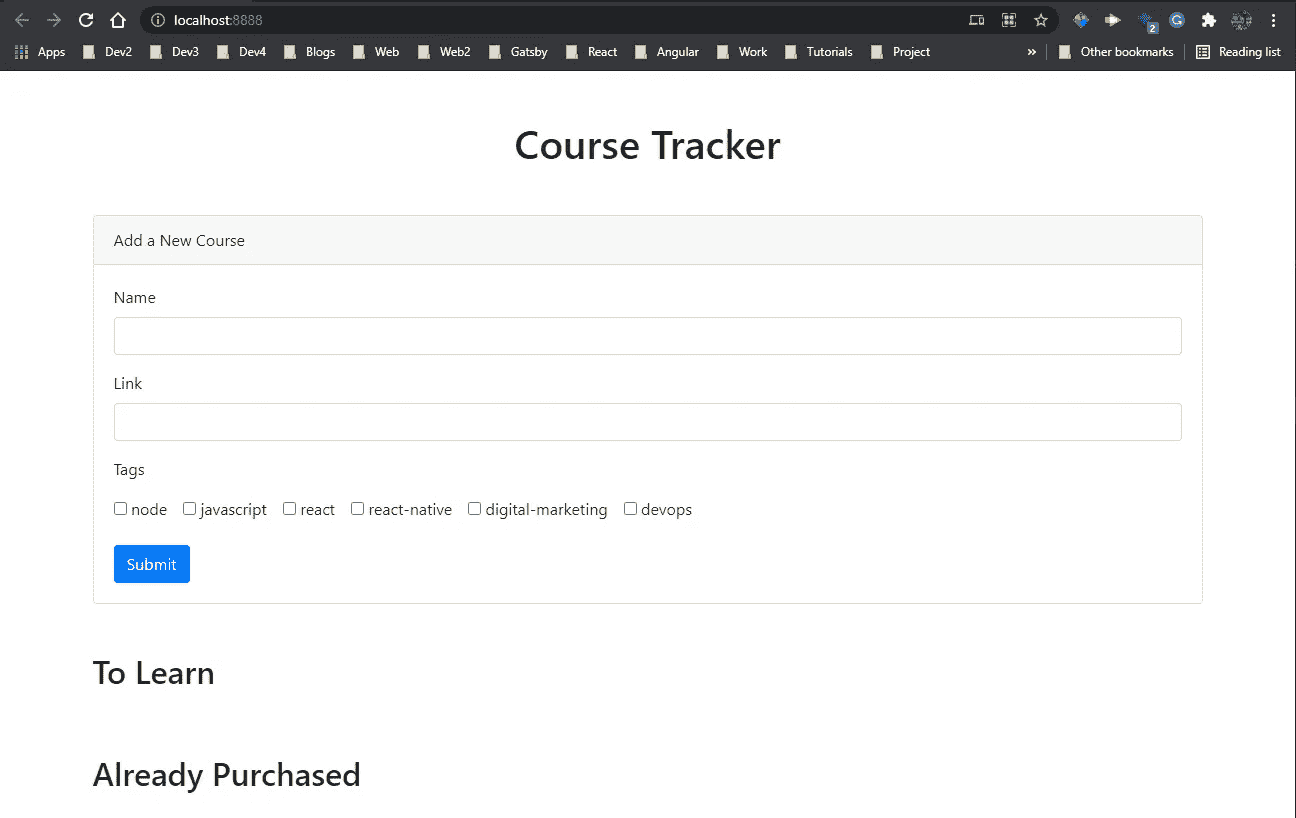 localhost:8888
2
Apps Dev2 Dev3 Dev4 Blogs Web Web2 Gatsby React Angular Work Tutorials Project » Other bookmarks Reading list
Course Tracker
Add a New Course
Name
Link
Tags
node javascript react react-native digital-marketing devops
Submit
To Learn
Already Purchased